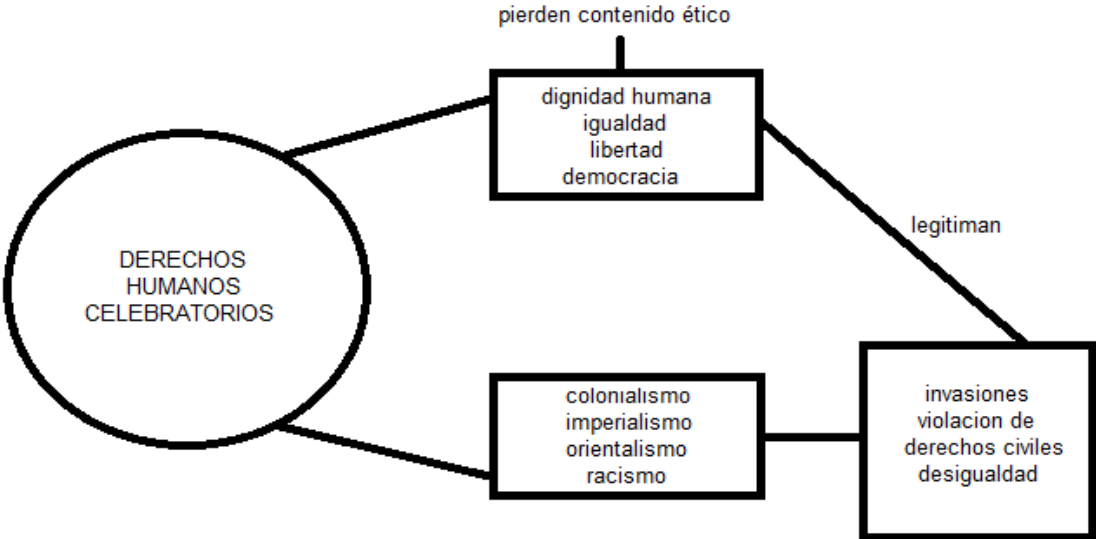 pierden contenido ético
dignidad humana
igualdad
libertad
democracia
legitiman
DERECHOS
HUMANOS
CELEBRATORIOS
colonialismo
imperialismo
orientalismo
racismo
invasiones
violacion de
derechos civiles
desigualdad